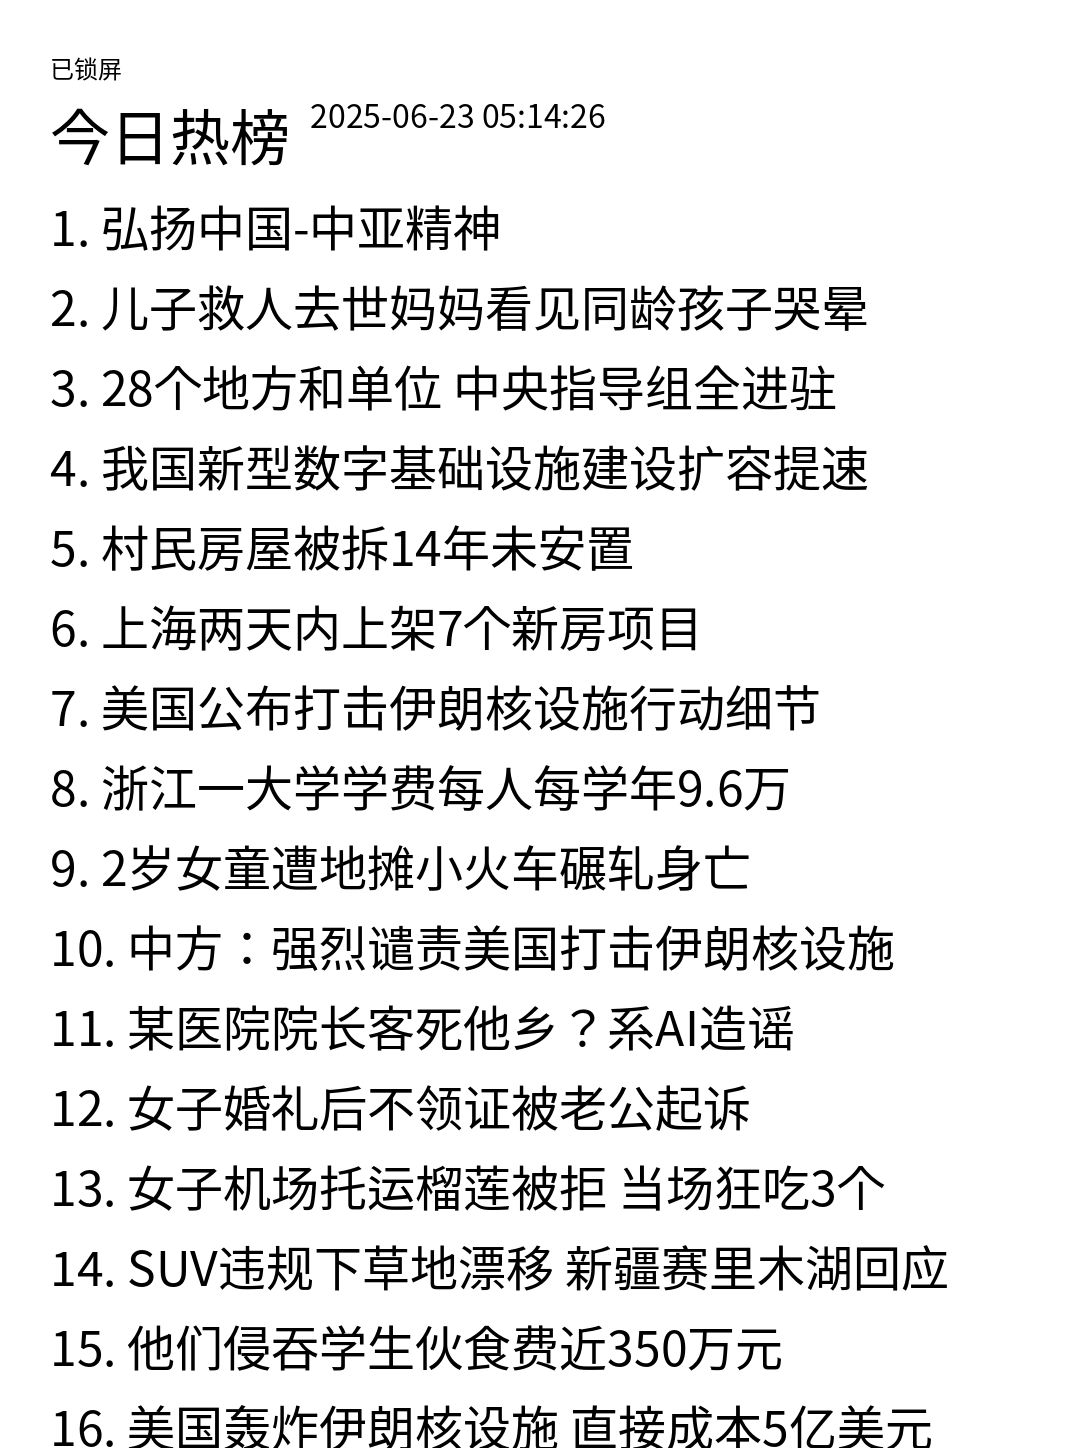 已锁屏
今日热榜 2025-06-23 05:14:26
1. 弘扬中国-中亚精神
2. 儿子救人去世妈妈看见同龄孩子哭晕
3. 28个地方和单位 中央指导组全进驻
4. 我国新型数字基础设施建设扩容提速
5. 村民房屋被拆14年未安置
6. 上海两天内上架7个新房项目
7. 美国公布打击伊朗核设施行动细节
8. 浙江一大学学费每人每学年9.6万
9. 2岁女童遭地摊小火车碾轧身亡
10. 中方：强烈谴责美国打击伊朗核设施
11. 某医院院长客死他乡？系AI造谣
12. 女子婚礼后不领证被老公起诉
13. 女子机场托运榴莲被拒 当场狂吃3个
14. SUV违规下草地漂移 新疆赛里木湖回应
15. 他们侵吞学生伙食费近350万元
16. 美国轰炸伊朗核设施 直接成本5亿美元